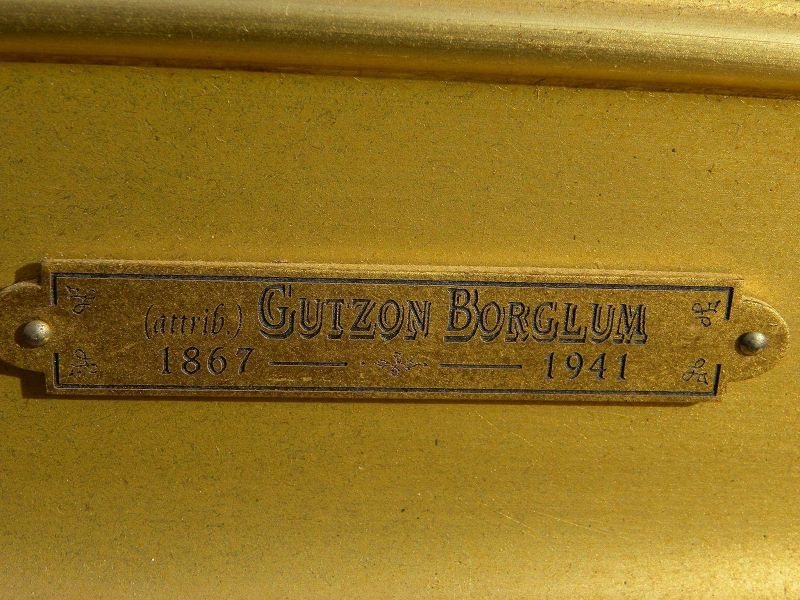 (attrib.) GUTZON BORGLUM
1867 — 1941